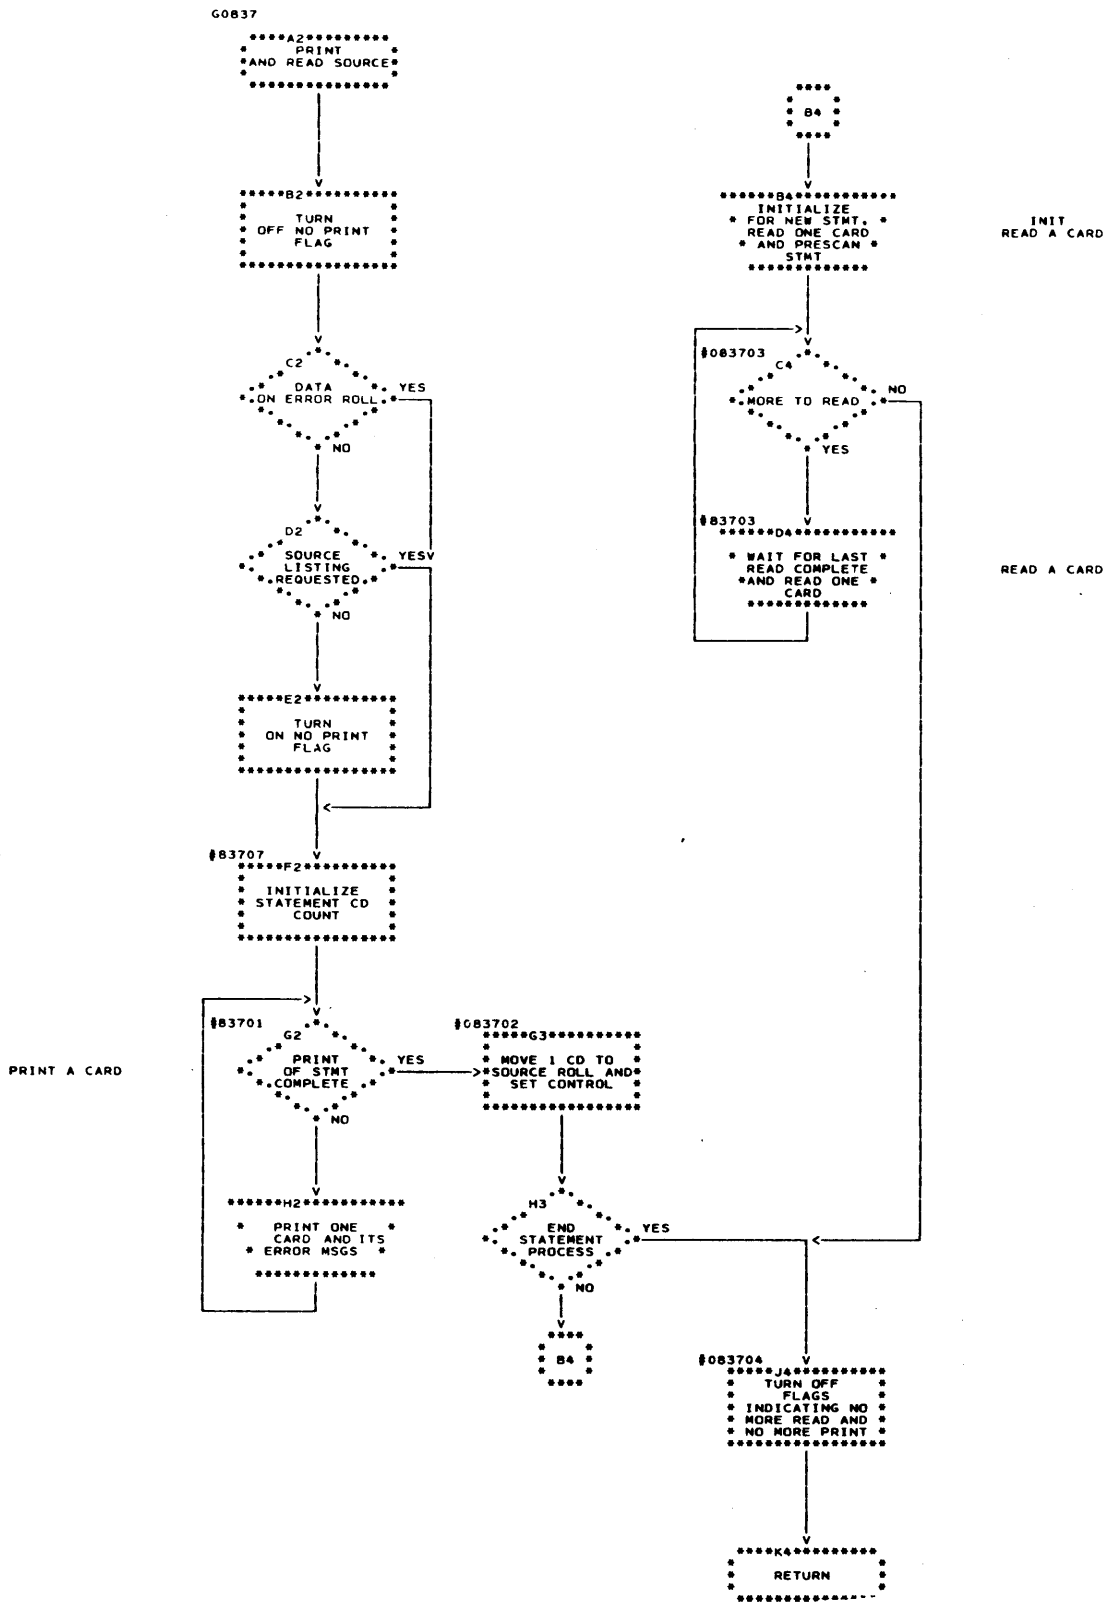 G0837
A2
PRINT
AND READ SOURCE
B2
TURN
OFF NO PRINT
FLAG
C2
DATA
ON ERROR ROLL
YES
NO
D2
SOURCE
LISTING
REQUESTED
YES
NO
E2
TURN
ON NO PRINT
FLAG
#83707
F2
INITIALIZE
STATEMENT CD
COUNT
#83701
G2
PRINT
OF STMT
COMPLETE
YES
NO
PRINT A CARD
H2
PRINT ONE
CARD AND ITS
ERROR MSGS
#083702
G3
MOVE 1 CD TO
SOURCE ROLL AND
SET CONTROL
H3
END
STATEMENT
PROCESS
YES
NO
B4
B4
B4
INITIALIZE
FOR NEW STMT.
READ ONE CARD
AND PRESCAN
STMT
INIT
READ A CARD
#083703
C4
MORE TO READ
NO
YES
#83703
D4
WAIT FOR LAST
READ COMPLETE
AND READ ONE
CARD
READ A CARD
#083704
J4
TURN OFF
FLAGS
INDICATING NO
MORE READ AND
NO MORE PRINT
K4
RETURN